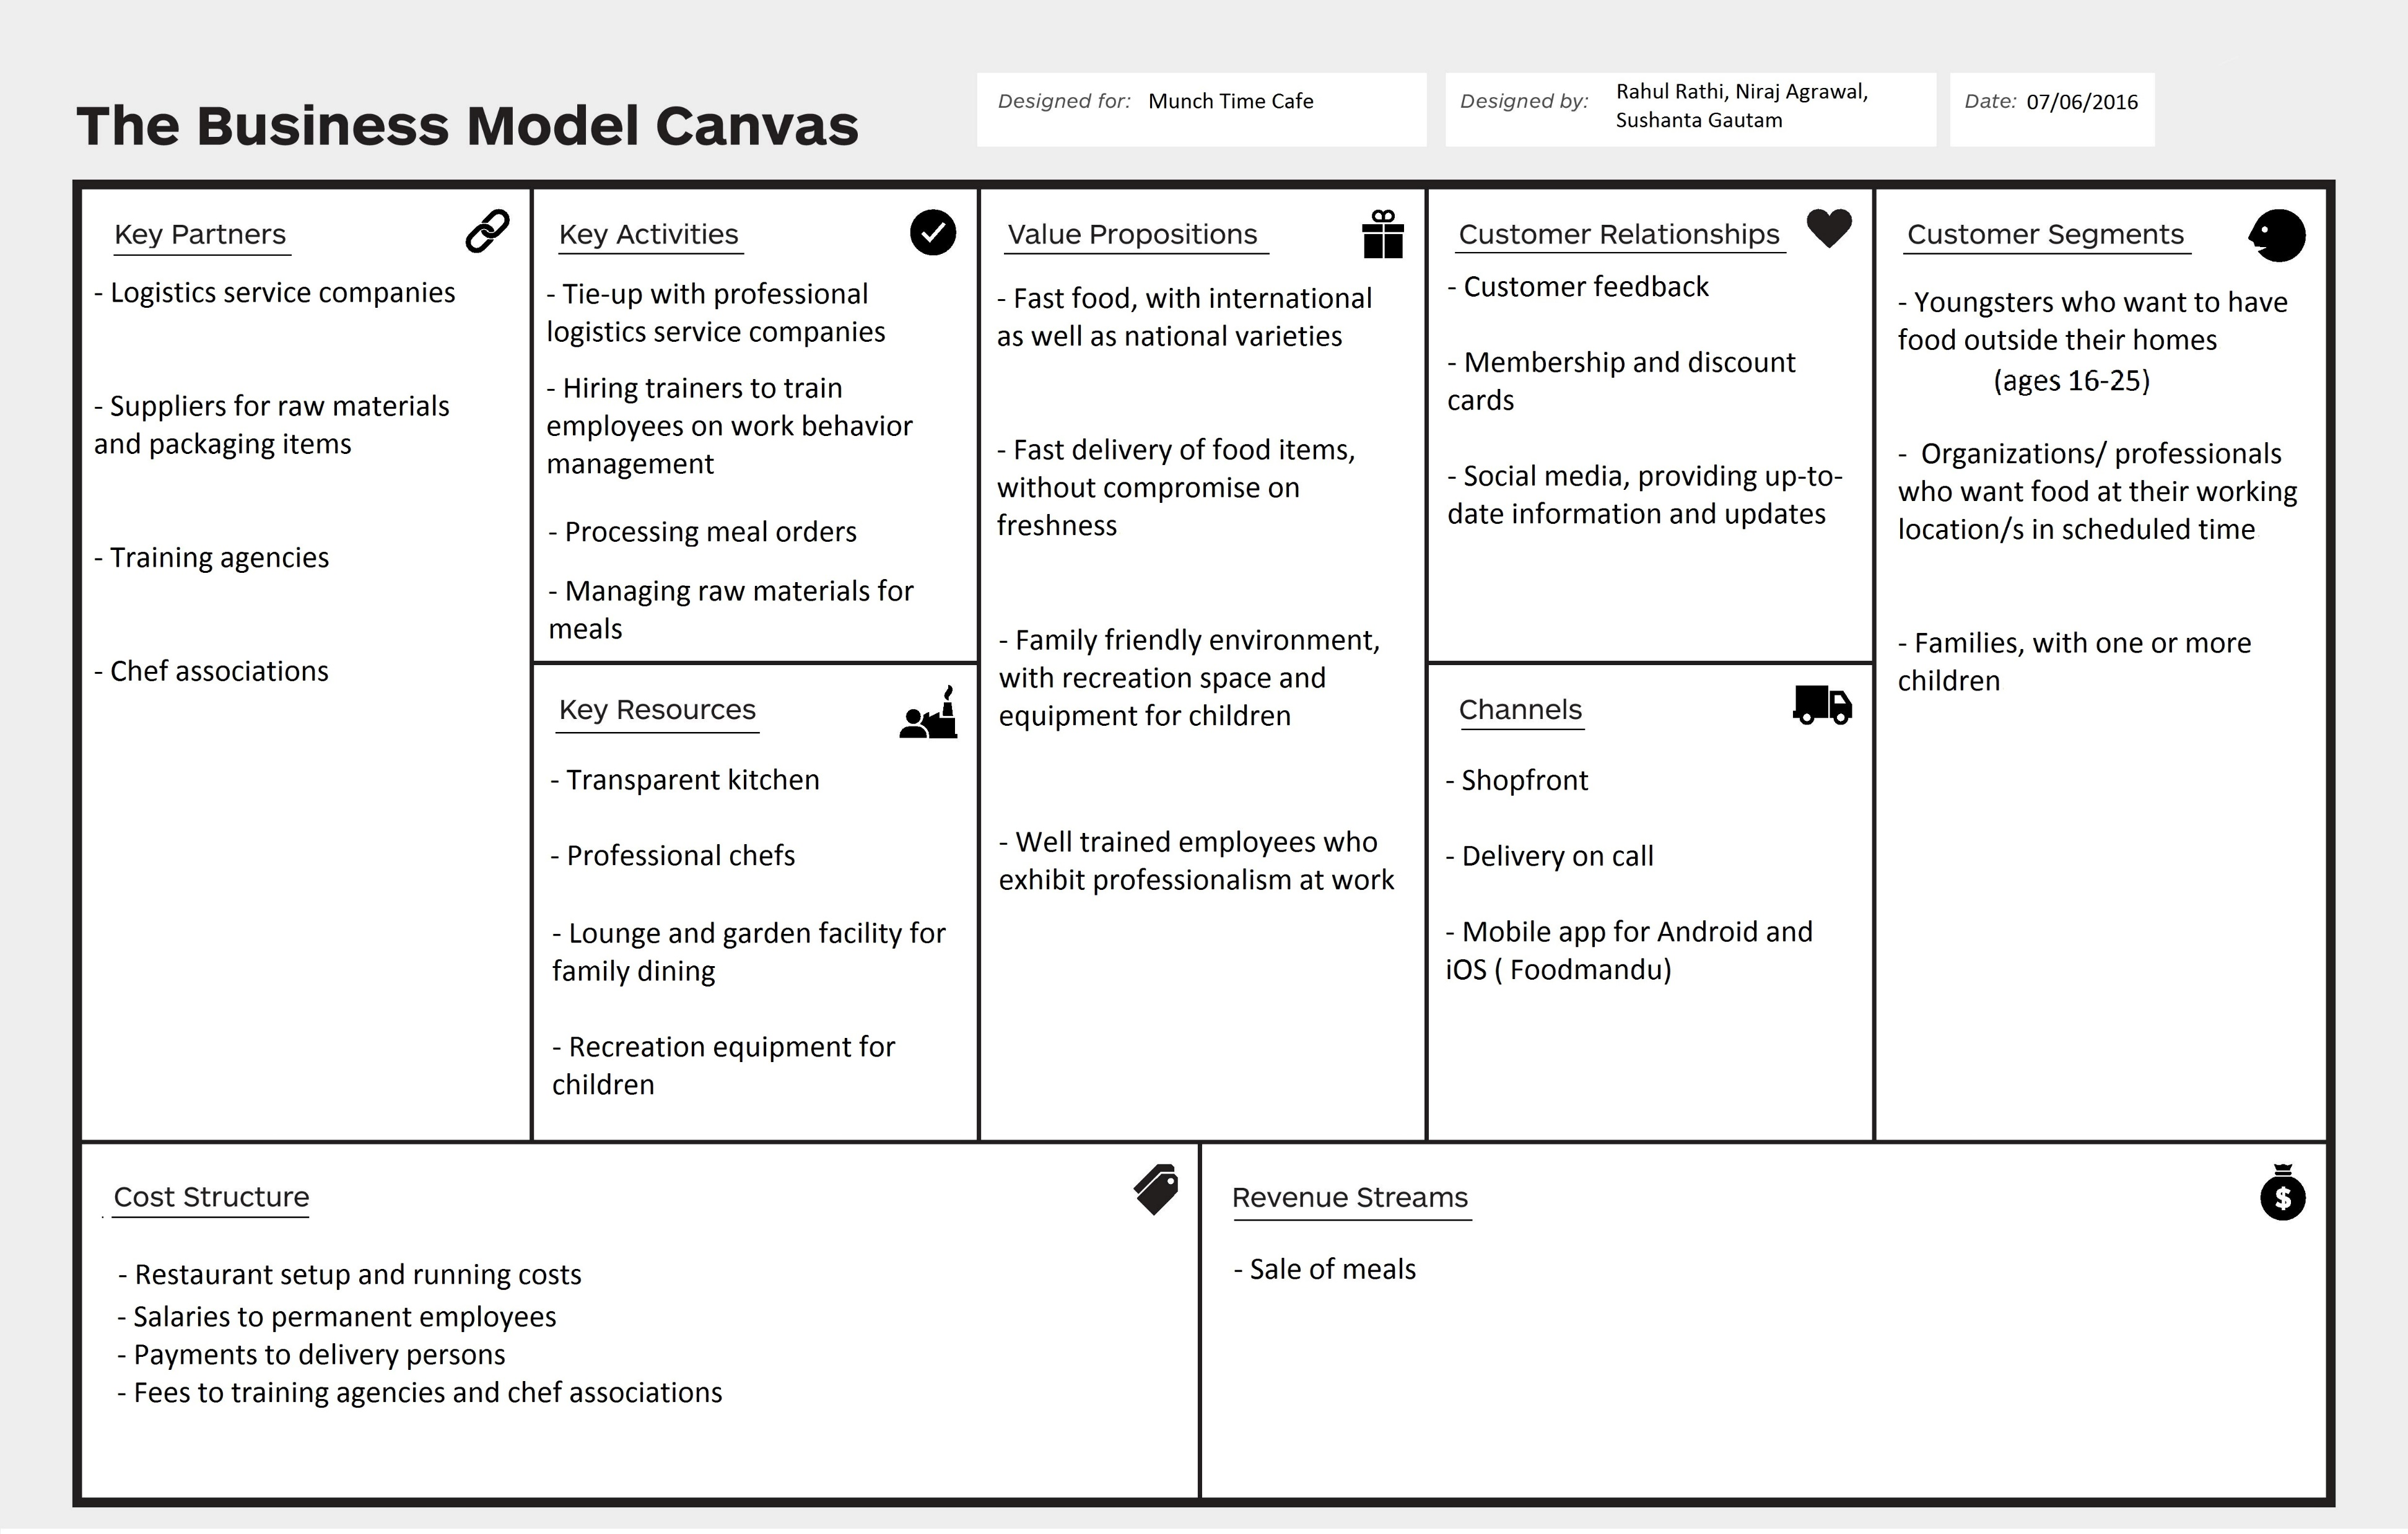 The Business Model Canvas
Designed for: Munch Time Cafe
Designed by: Rahul Rathi, Niraj Agrawal,
Sushanta Gautam
Date: 07/06/2016
Key Partners
- Logistics service companies
- Suppliers for raw materials
and packaging items
- Training agencies
- Chef associations
Key Activities
- Tie-up with professional
logistics service companies
- Hiring trainers to train
employees on work behavior
management
- Processing meal orders
- Managing raw materials for
meals
Key Resources
- Transparent kitchen
- Professional chefs
- Lounge and garden facility for
family dining
- Recreation equipment for
children
Value Propositions
- Fast food, with international
as well as national varieties
- Fast delivery of food items,
without compromise on
freshness
- Family friendly environment,
with recreation space and
equipment for children
- Well trained employees who
exhibit professionalism at work
Customer Relationships
- Customer feedback
- Membership and discount
cards
- Social media, providing up-to-
date information and updates
Channels
- Shopfront
- Delivery on call
- Mobile app for Android and
iOS ( Foodmandu)
Customer Segments
- Youngsters who want to have
food outside their homes
(ages 16-25)
- Organizations/ professionals
who want food at their working
location/s in scheduled time
- Families, with one or more
children
Cost Structure
- Restaurant setup and running costs
- Salaries to permanent employees
- Payments to delivery persons
- Fees to training agencies and chef associations
Revenue Streams
$
- Sale of meals